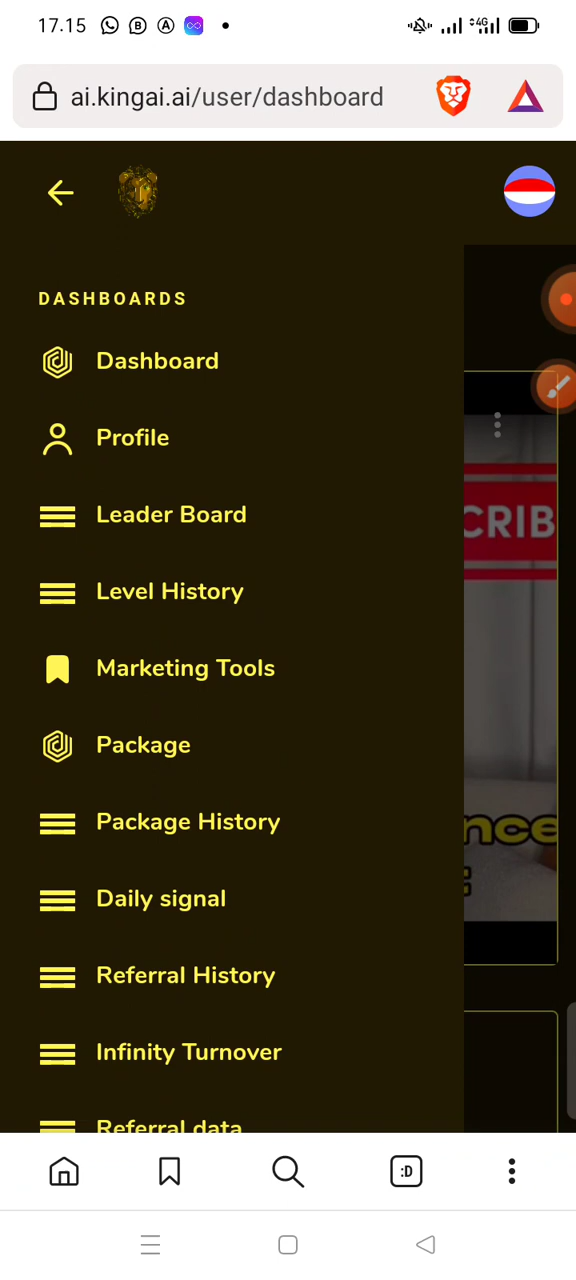 17.15
4G
ai.kingai.ai/user/dashboard
DASHBOARDS
Dashboard
Profile
Leader Board
CRIB
Level History
Marketing Tools
Package
Package History
nce
Daily signal
Referral History
Infinity Turnover
Referral data
:D